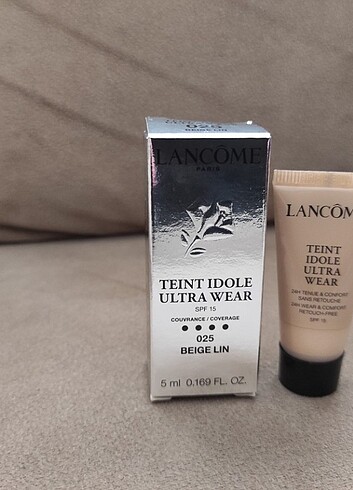 025
BEIGE LIN
LANCÔME
PARIS
TEINT IDOLE
ULTRA WEAR
SPF 15
COUVRANCE / COVERAGE
025
BEIGE LIN
5 ml 0.169 FL. OZ.
LANCÔM
TEINT
IDOLE
ULTRA
WEAR
24H TENUE & CONFORT
SANS RETOUCHE
24H WEAR & COMFORT
RETOUCH-FREE
SPF 15